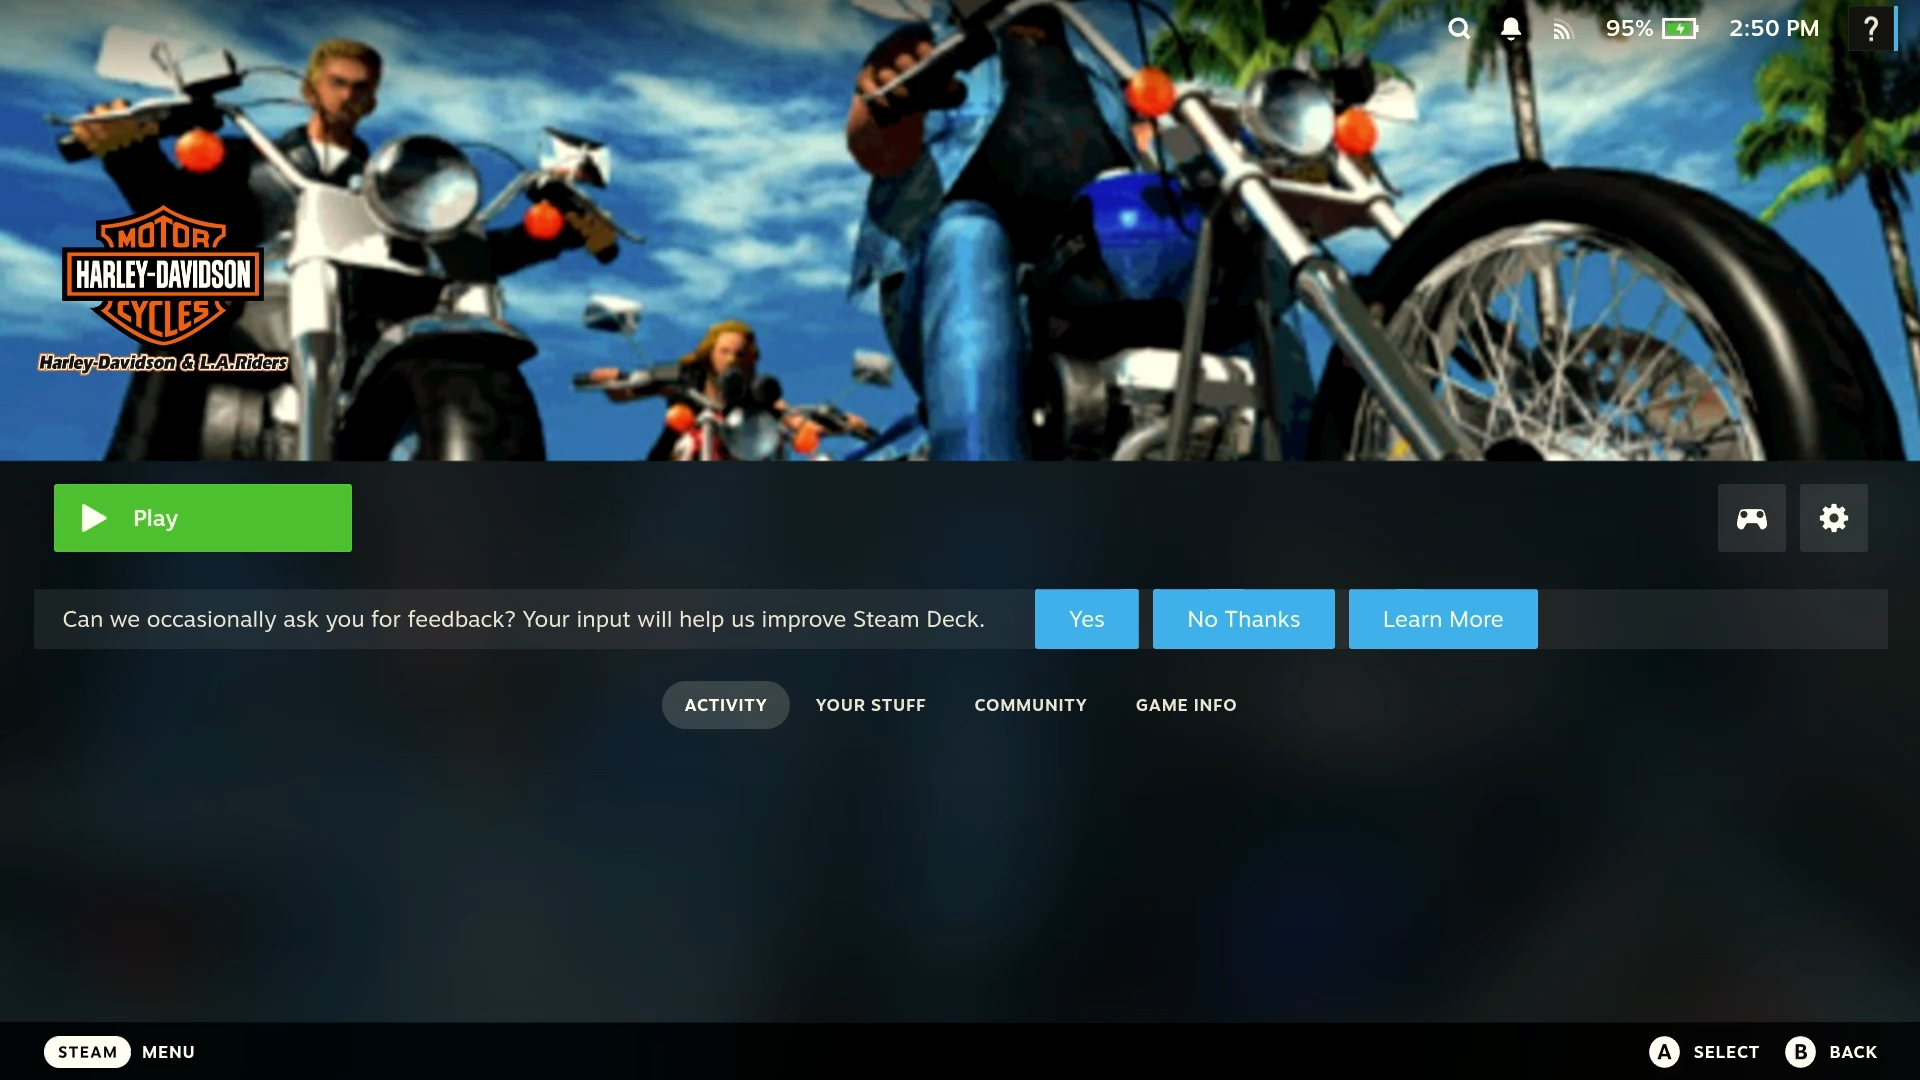 95%
2:50 PM
?
MOTOR
HARLEY-DAVIDSON
CYCLES
Harley-Davidson & L.A.Riders
Play
Can we occasionally ask you for feedback? Your input will help us improve Steam Deck.
Yes
No Thanks
Learn More
ACTIVITY
YOUR STUFF
COMMUNITY
GAME INFO
STEAM MENU
A SELECT
B BACK